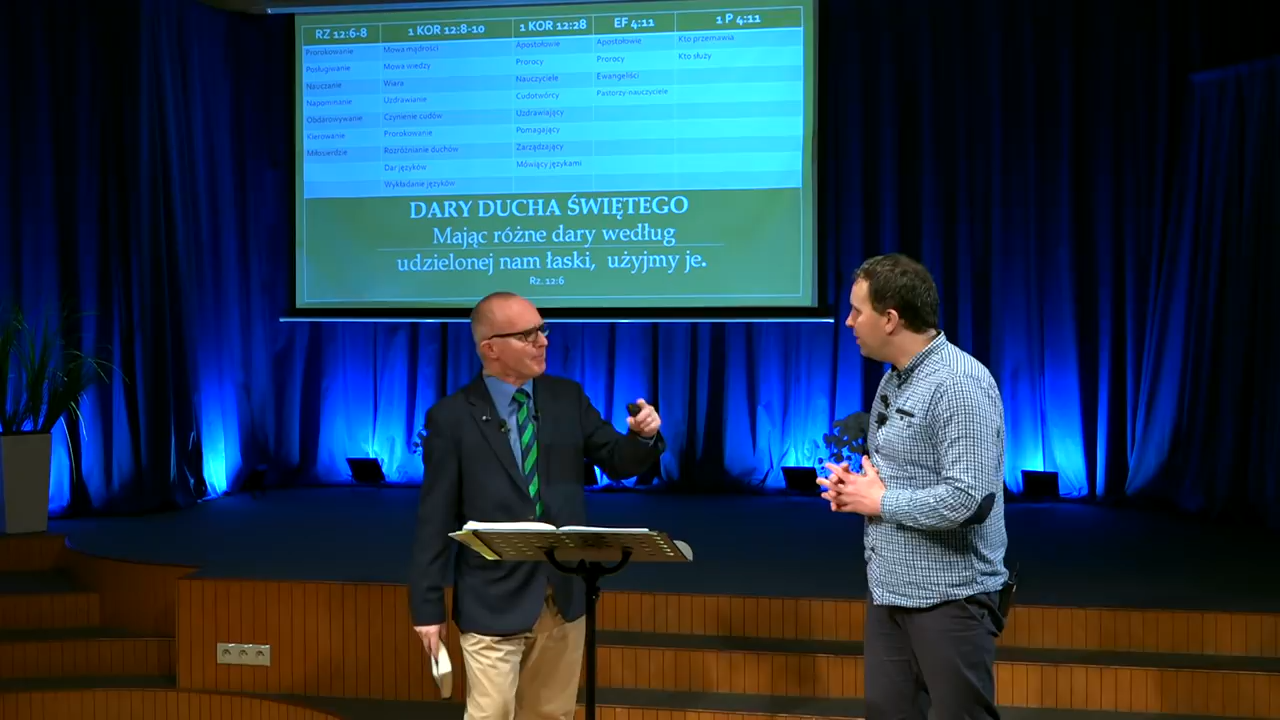 RZ 12:6-8 1 KOR 12:8-10 1 KOR 12:28 EF 4:11 1 P 4:11
Prorokowanie Mowa mądrości Apostołowie Apostołowie Kto przemawia
Posługiwanie Mowa wiedzy Prorocy Prorocy Kto służy
Nauczanie Wiara Nauczyciele Ewangeliści
Napominanie Uzdrawianie Cudotwórcy Pastorzy-nauczyciele
Obdarowywanie Czynienie cudów Uzdrawiający
Kierowanie Prorokowanie Pomagający
Miłosierdzie Rozróżnianie duchów Zarządzający
Dar języków Mówiący językami
Wykładanie języków
DARY DUCHA ŚWIĘTEGO
Mając różne dary według
udzielonej nam łaski, użyjmy je.
Rz. 12:6